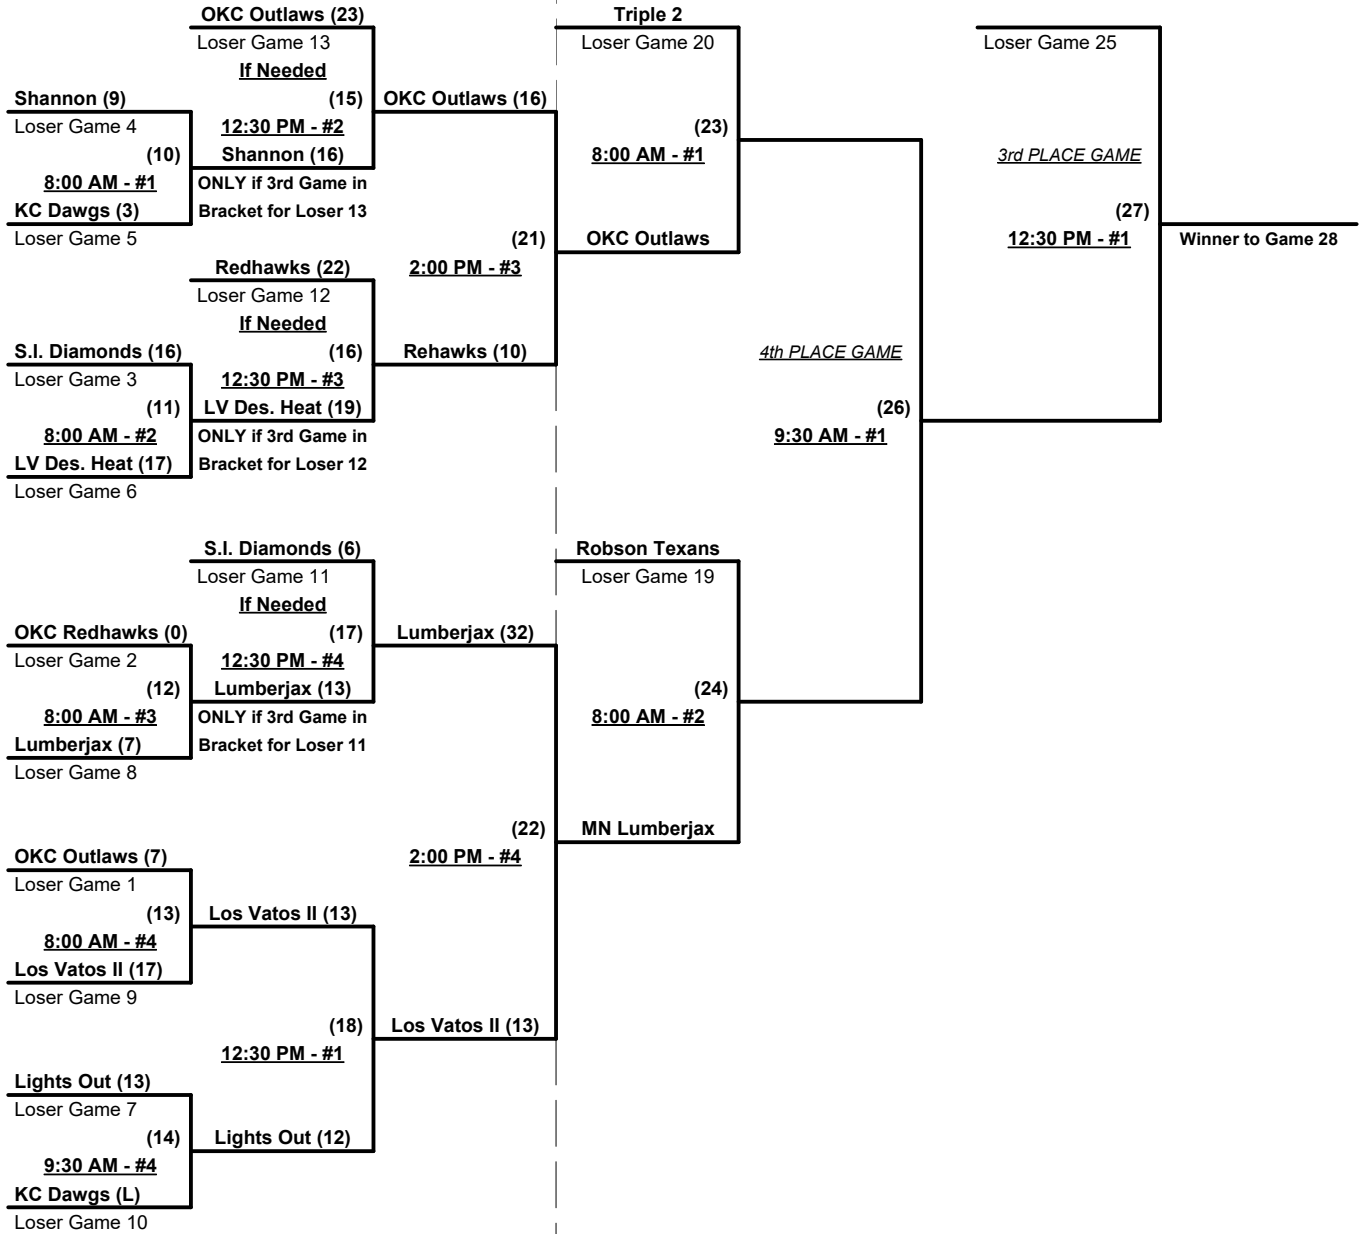 OKC Outlaws (23)
Loser Game 13
If Needed
(15)
12:30 PM - #2
Shannon (16)
ONLY if 3rd Game in
Bracket for Loser 13
Shannon (9)
Loser Game 4
(10)
8:00 AM - #1
KC Dawgs (3)
Loser Game 5
OKC Outlaws (16)
(21)
2:00 PM - #3
Redhawks (22)
Loser Game 12
If Needed
(16)
12:30 PM - #3
LV Des. Heat (19)
ONLY if 3rd Game in
Bracket for Loser 12
S.I. Diamonds (16)
Loser Game 3
(11)
8:00 AM - #2
LV Des. Heat (17)
Loser Game 6
Rehawks (10)
Triple 2
Loser Game 20
(23)
8:00 AM - #1
OKC Outlaws
Loser Game 25
3rd PLACE GAME
(27)
12:30 PM - #1
Winner to Game 28
4th PLACE GAME
(26)
9:30 AM - #1
S.I. Diamonds (6)
Loser Game 11
If Needed
(17)
12:30 PM - #4
Lumberjax (13)
ONLY if 3rd Game in
Bracket for Loser 11
OKC Redhawks (0)
Loser Game 2
(12)
8:00 AM - #3
Lumberjax (7)
Loser Game 8
Lumberjax (32)
(22)
2:00 PM - #4
Robson Texans
Loser Game 19
(24)
8:00 AM - #2
MN Lumberjax
OKC Outlaws (7)
Loser Game 1
(13)
8:00 AM - #4
Los Vatos II (17)
Loser Game 9
Los Vatos II (13)
(18)
12:30 PM - #1
Los Vatos II (13)
Lights Out (13)
Loser Game 7
(14)
9:30 AM - #4
KC Dawgs (L)
Loser Game 10
Lights Out (12)